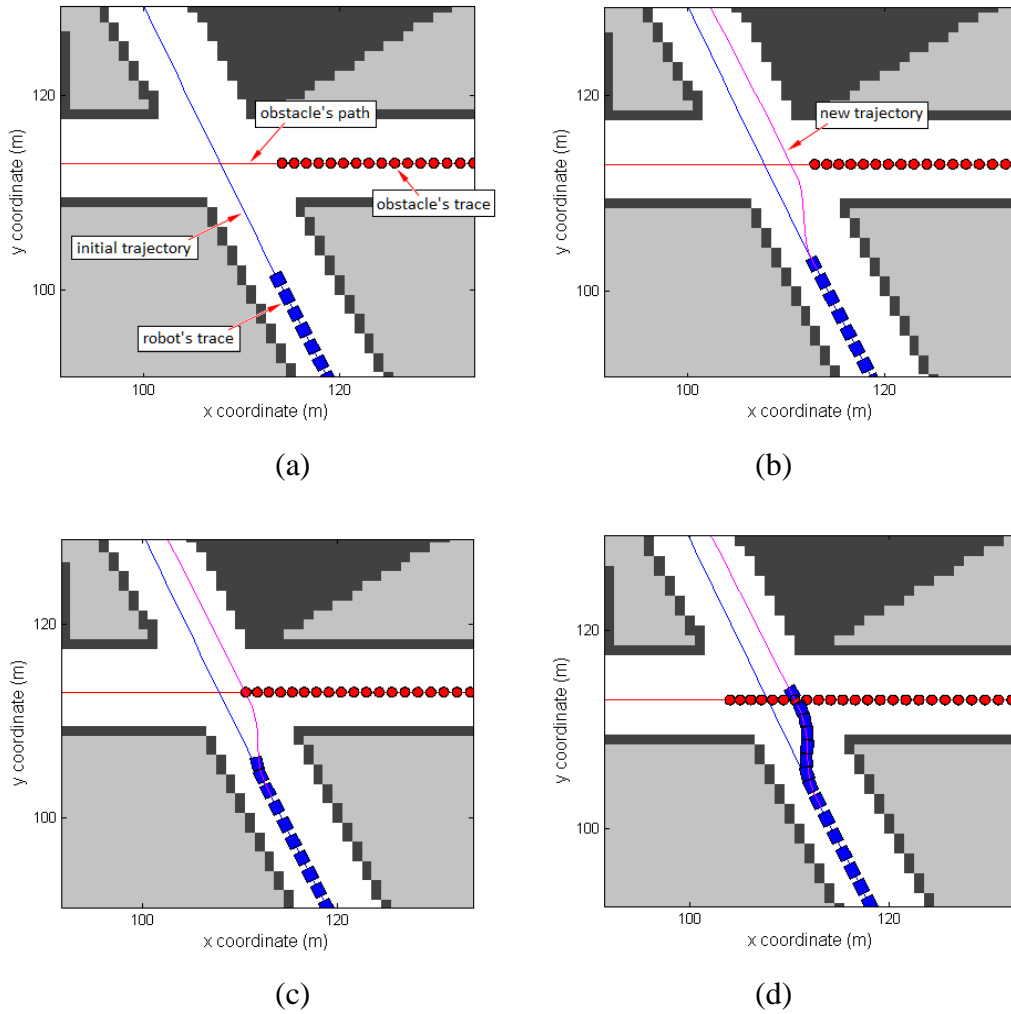 120
100
y coordinate (m)
obstacle's path
obstacle's trace
initial trajectory
robot's trace
100
120
x coordinate (m)
(a)
120
100
y coordinate (m)
new trajectory
100
120
x coordinate (m)
(b)
120
100
y coordinate (m)
100
120
x coordinate (m)
(c)
120
100
y coordinate (m)
100
120
x coordinate (m)
(d)